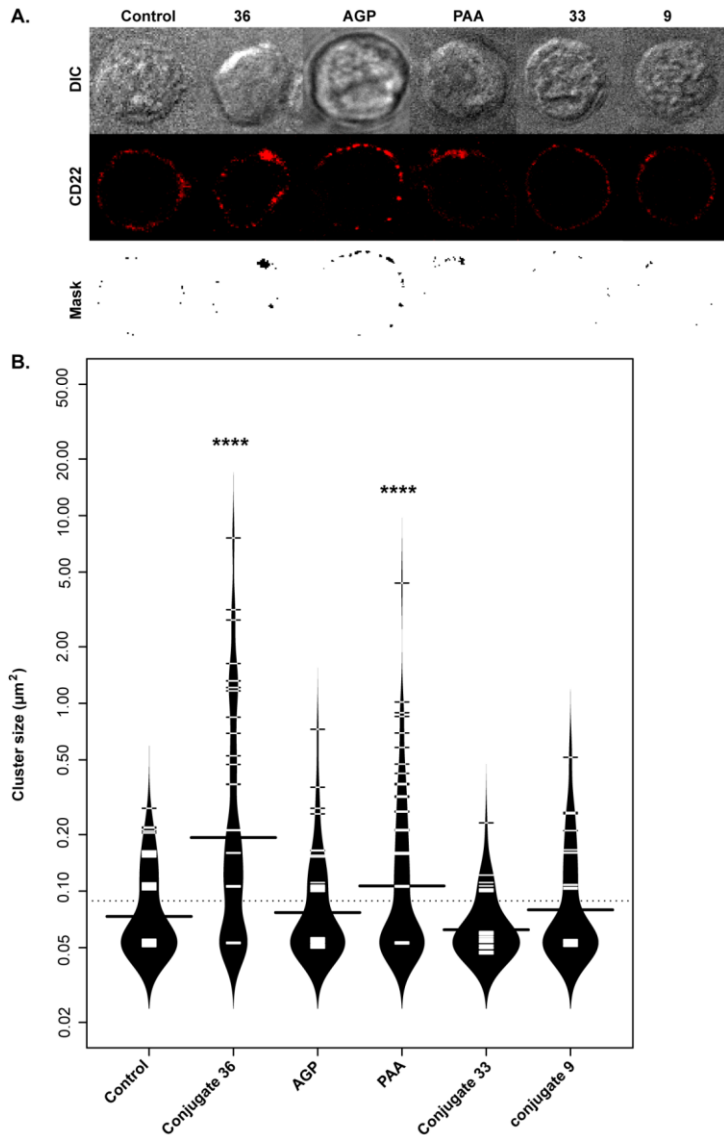 A.
Control 36 AGP PAA 33 9
DIC
CD22
Mask
B.
****
****
Cluster size (µm²)
50.00
20.00
10.00
5.00
2.00
1.00
0.50
0.20
0.10
0.05
0.02
Control
Conjugate 36
AGP
PAA
Conjugate 33
conjugate 9